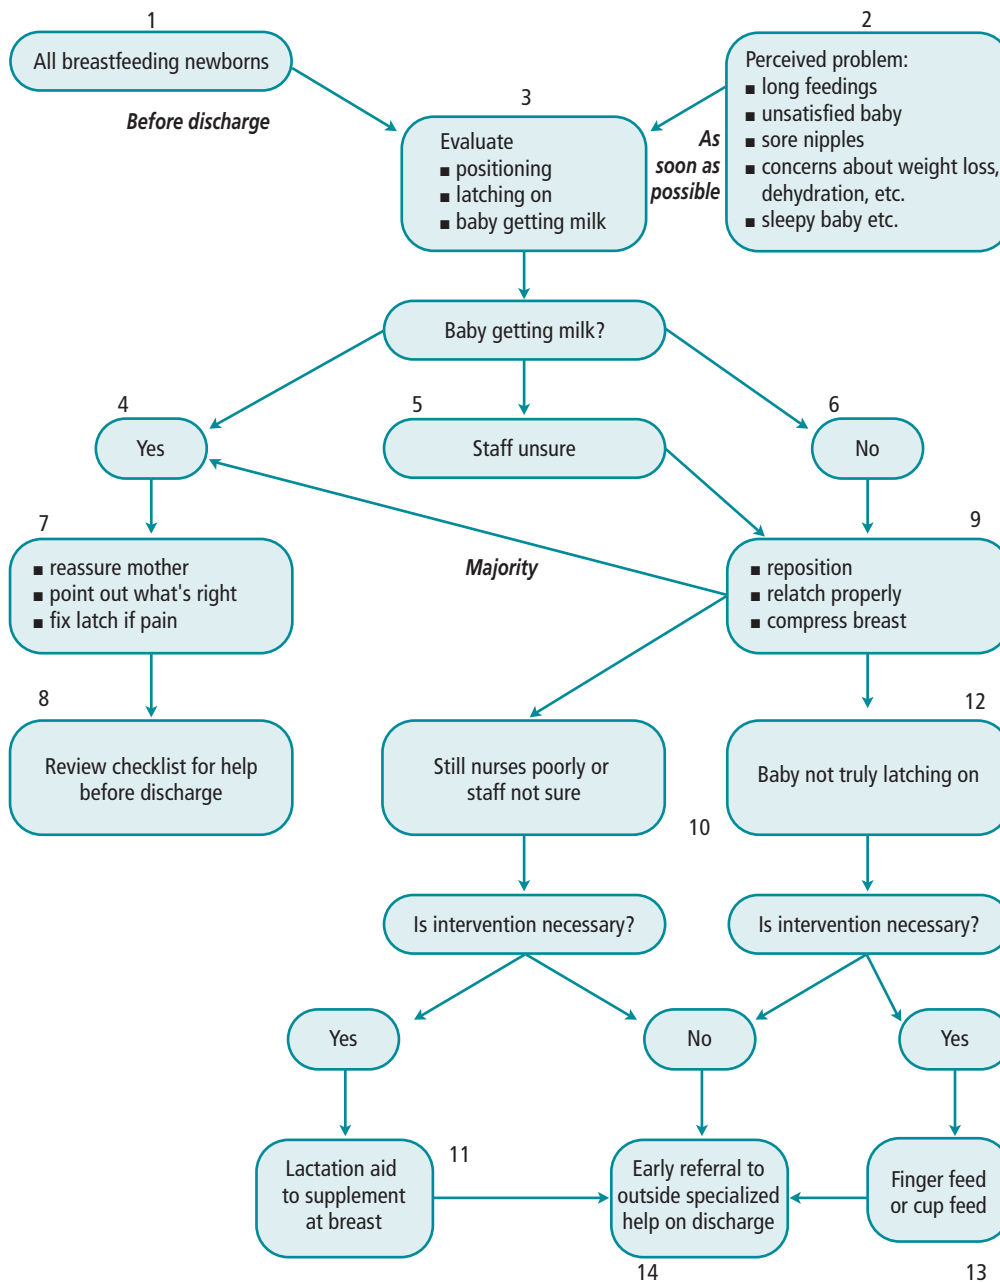 1
All breastfeeding newborns
Before discharge
2
Perceived problem:
■ long feedings
■ unsatisfied baby
■ sore nipples
■ concerns about weight loss,
dehydration, etc.
■ sleepy baby etc.
As
soon as
possible
3
Evaluate
■ positioning
■ latching on
■ baby getting milk
Baby getting milk?
4
Yes
5
Staff unsure
6
No
7
■ reassure mother
■ point out what's right
■ fix latch if pain
Majority
9
■ reposition
■ relatch properly
■ compress breast
8
Review checklist for help
before discharge
Still nurses poorly or
staff not sure
10
12
Baby not truly latching on
Is intervention necessary?
Is intervention necessary?
Yes
No
Yes
Lactation aid
to supplement
at breast
11
Early referral to
outside specialized
help on discharge
14
Finger feed
or cup feed
13